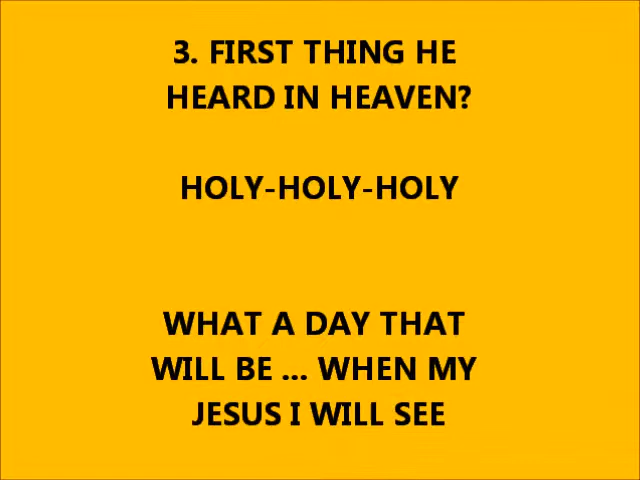 3. FIRST THING HE
HEARD IN HEAVEN?
HOLY-HOLY-HOLY
WHAT A DAY THAT
WILL BE ... WHEN MY
JESUS I WILL SEE